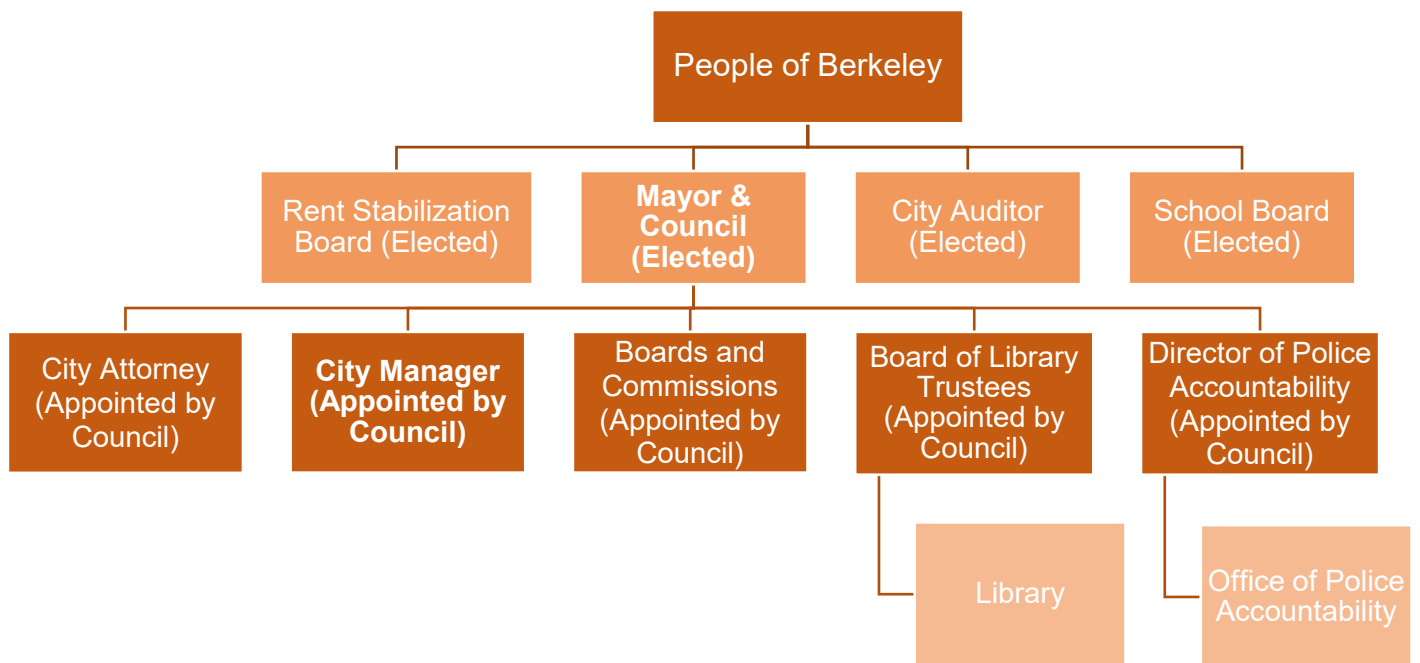 People of Berkeley
Rent Stabilization
Board (Elected)
Mayor &
Council
(Elected)
City Auditor
(Elected)
School Board
(Elected)
City Attorney
(Appointed by
Council)
City Manager
(Appointed by
Council)
Boards and
Commissions
(Appointed by
Council)
Board of Library
Trustees
(Appointed by
Council)
Director of Police
Accountability
(Appointed by
Council)
Library
Office of Police
Accountability